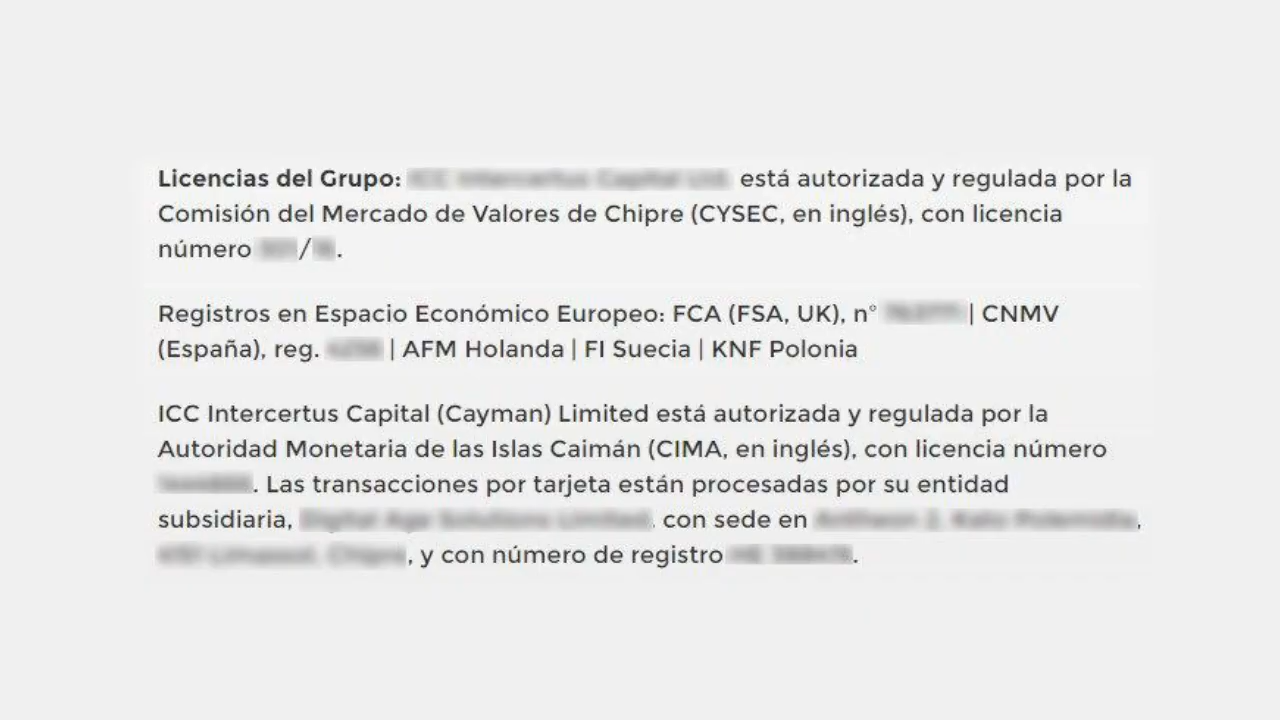 Licencias del Grupo: está autorizada y regulada por la
Comisión del Mercado de Valores de Chipre (CYSEC, en inglés), con licencia
número / .
Registros en Espacio Económico Europeo: FCA (FSA, UK), n° | CNMV
(España), reg. | AFM Holanda | FI Suecia | KNF Polonia
ICC Intercertus Capital (Cayman) Limited está autorizada y regulada por la
Autoridad Monetaria de las Islas Caimán (CIMA, en inglés), con licencia número
. Las transacciones por tarjeta están procesadas por su entidad
subsidiaria, , con sede en ,
, y con número de registro .